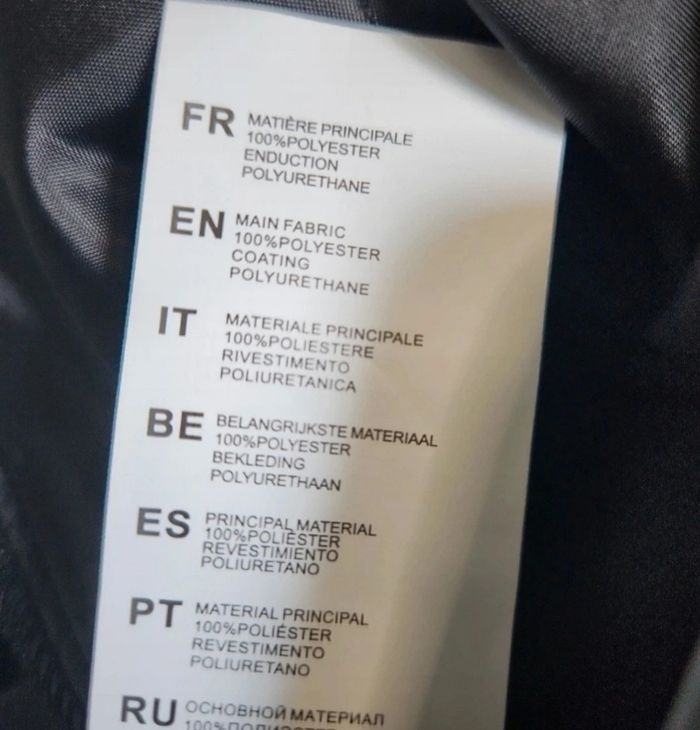 FR MATIÈRE PRINCIPALE
100%POLYESTER
ENDUCTION
POLYURETHANE
EN MAIN FABRIC
100%POLYESTER
COATING
POLYURETHANE
IT MATERIALE PRINCIPALE
100%POLIESTERE
RIVESTIMENTO
POLIURETANICA
BE BELANGRIJKSTE MATERIAAL
100%POLYESTER
BEKLEDING
POLYURETHAAN
ES PRINCIPAL MATERIAL
100%POLIÉSTER
REVESTIMIENTO
POLIURETANO
PT MATERIAL PRINCIPAL
100%POLIÉSTER
REVESTIMENTO
POLIURETANO
RU ОСНОВНОЙ МАТЕРИАЛ